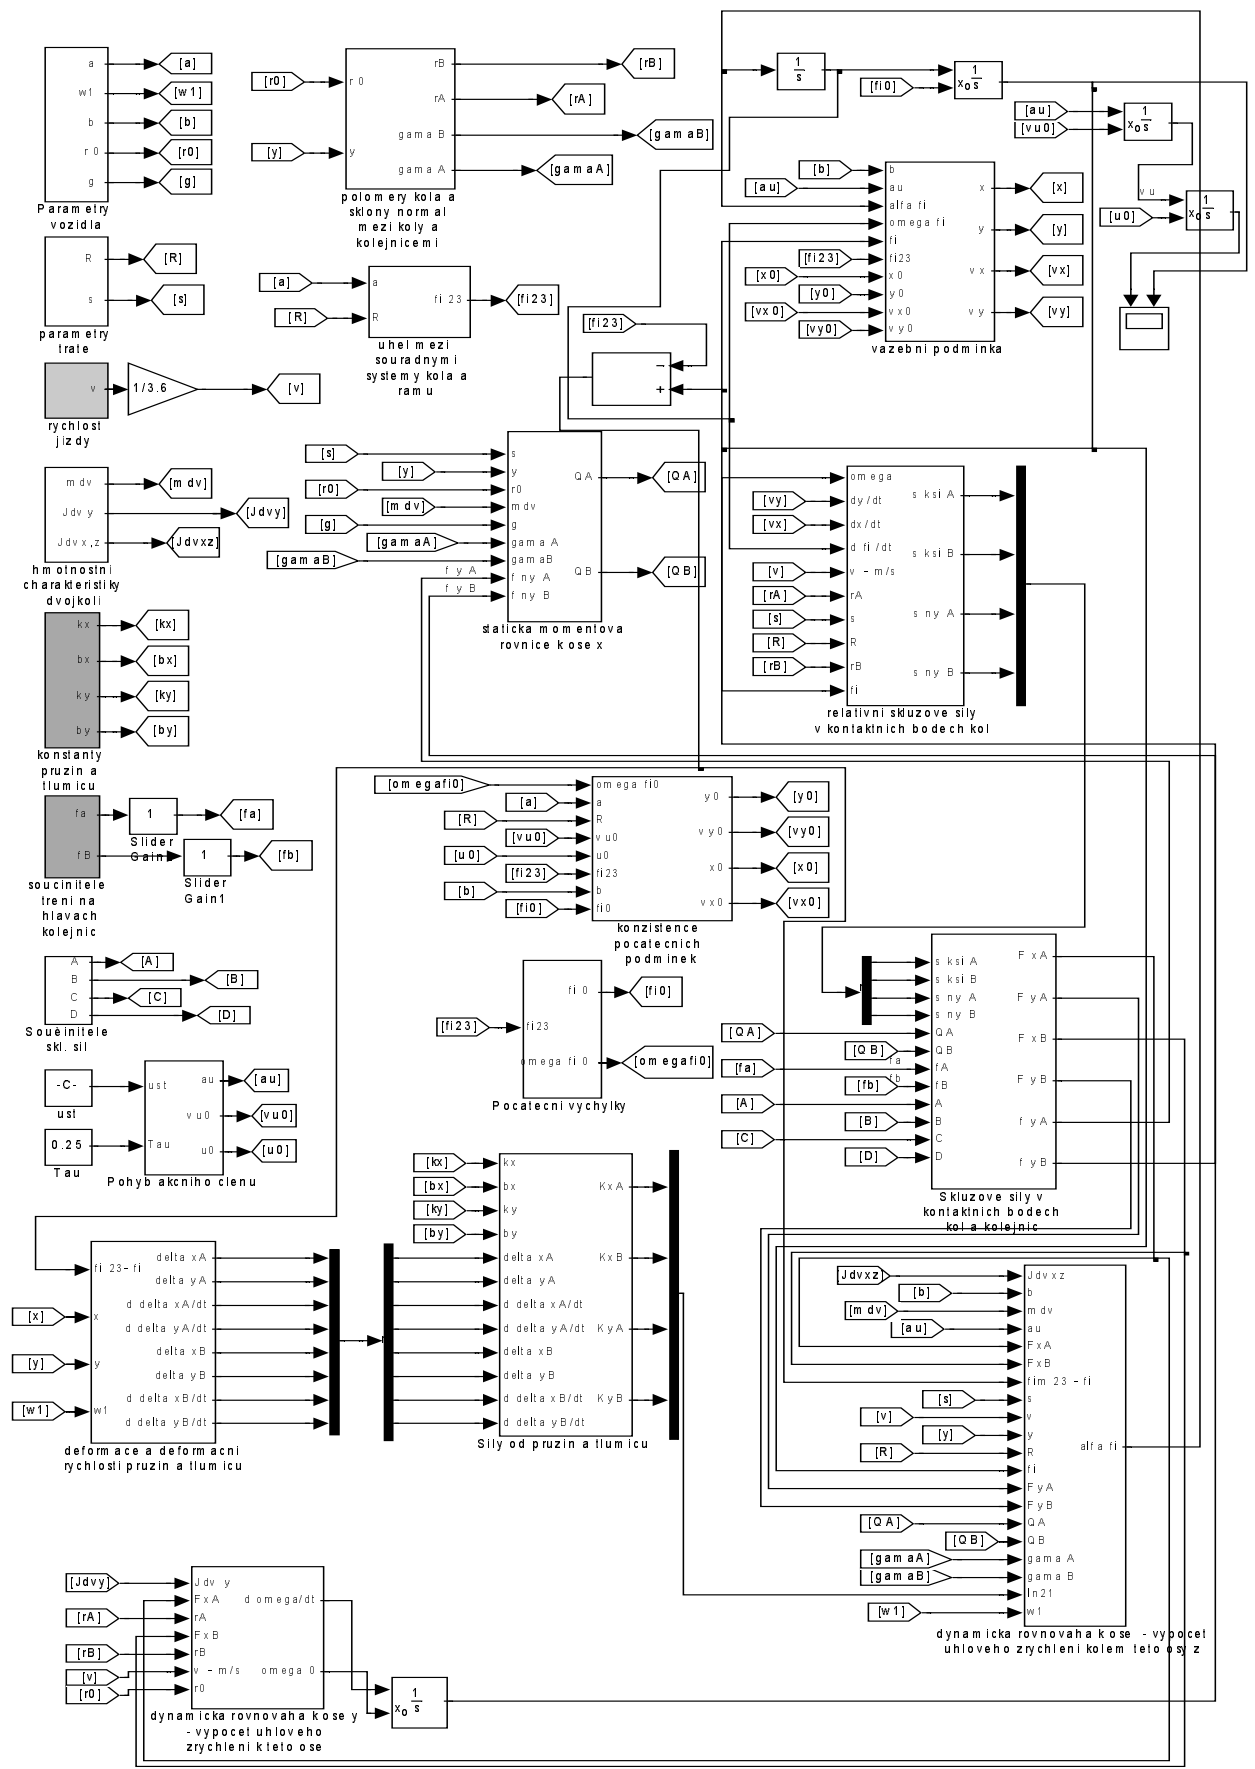 a
w1
b
r0
g
[a]
[w1]
[b]
[r0]
[g]
Parametry
vozidla
R
s
[R]
[s]
parametry
trate
v
1/3.6
[v]
rychlost
jizdy
mdv
Jdvy
Jdvx,z
[mdv]
[Jdvy]
[Jdvxz]
hmotnostni
charakteristiky
dvojkoli
kx
bx
ky
by
[kx]
[bx]
[ky]
[by]
konstanty
pruzin a
tlumicu
fa
fB
1
Slider
Gain
[fa]
1
Slider
Gain1
[fb]
soucinitele
treni na
hlavach
kolejnic
A
B
C
D
[A]
[B]
[C]
[D]
Souèinitele
skl. sil
-C-
ust
0.25
Tau
ust
Tau
au
vu0
u0
[au]
[vu0]
[u0]
Pohyb akcniho clenu
[r0]
[y]
r0
y
rB
rA
gama B
gama A
[rB]
[rA]
[gamaB]
[gamaA]
polomery kola a
sklony normal
mezi koly a
kolejnicemi
[a]
[R]
a
R
fi 23
[fi23]
uhel mezi
souradnymi
systemy kola a
ramu
[fi23]
−
+
1
s
[fi0]
xo
1
s
[au]
[vu0]
xo
1
s
vu
[u0]
xo
1
s
[b]
[au]
[fi23]
[x0]
[y0]
[vx0]
[vy0]
b
au
alfa fi
omega fi
fi
fi23
x0
y0
vx0
vy0
x
y
vx
vy
[x]
[y]
[vx]
[vy]
vazebni podminka
[s]
[y]
[r0]
[mdv]
[g]
[gamaA]
[gamaB]
fyA
fyB
s
y
r0
mdv
g
gama A
gamaB
f ny A
f ny B
QA
QB
[QA]
[QB]
staticka momentova
rovnice k ose x
[vy]
[vx]
[v]
[rA]
[s]
[R]
[rB]
omega
dy/dt
dx/dt
d fi/dt
v - m/s
rA
s
R
rB
fi
s ksi A
s ksi B
s ny A
s ny B
relativni skluzove sily
v kontaktnich bodech kol
[omegafi0]
[a]
[R]
[vu0]
[u0]
[fi23]
[b]
[fi0]
omega fi0
a
R
vu0
u0
fi23
b
fi0
y0
vy0
x0
vx0
[y0]
[vy0]
[x0]
[vx0]
konzistence
pocatecnich
podminek
[fi23]
fi23
fi 0
omega fi 0
[fi0]
[omegafi0]
Pocatecni vychylky
[QA]
[QB]
[fa]
[fb]
[A]
[B]
[C]
[D]
fa
fb
s ksi A
s ksi B
s ny A
s ny B
QA
QB
fA
fB
A
B
C
D
FxA
FyA
FxB
FyB
fyA
fyB
Skluzove sily v
kontaktnich bodech
kol a kolejnic
[x]
[y]
[w1]
fi 23-fi
x
y
w1
delta xA
delta yA
d delta xA/dt
d delta yA/dt
delta xB
delta yB
d delta xB/dt
d delta yB/dt
deformace a deformacni
rychlosti pruzin a tlumicu
[kx]
[bx]
[ky]
[by]
kx
bx
ky
by
delta xA
delta yA
d delta xA/dt
d delta yA/dt
delta xB
delta yB
d delta xB/dt
d delta yB/dt
KxA
KxB
KyA
KyB
Sily od pruzin a tlumicu
[Jdvxz]
[b]
[mdv]
[au]
[s]
[v]
[y]
[R]
[QA]
[QB]
[gamaA]
[gamaB]
[w1]
Jdvxz
b
mdv
au
FxA
FxB
fim 23 -fi
s
v
y
R
fi
FyA
FyB
QA
QB
gama A
gama B
In21
w1
alfa fi
dynamicka rovnovaha k ose - vypocet
uhloveho zrychleni kolem teto osy z
[Jdvy]
[rA]
[rB]
[v]
[r0]
Jdv y
FxA
rA
FxB
rB
v - m/s
r0
d omega/dt
omega 0
xo
1
s
dynamicka rovnovaha k ose y
- vypocet uhloveho
zrychleni k teto ose